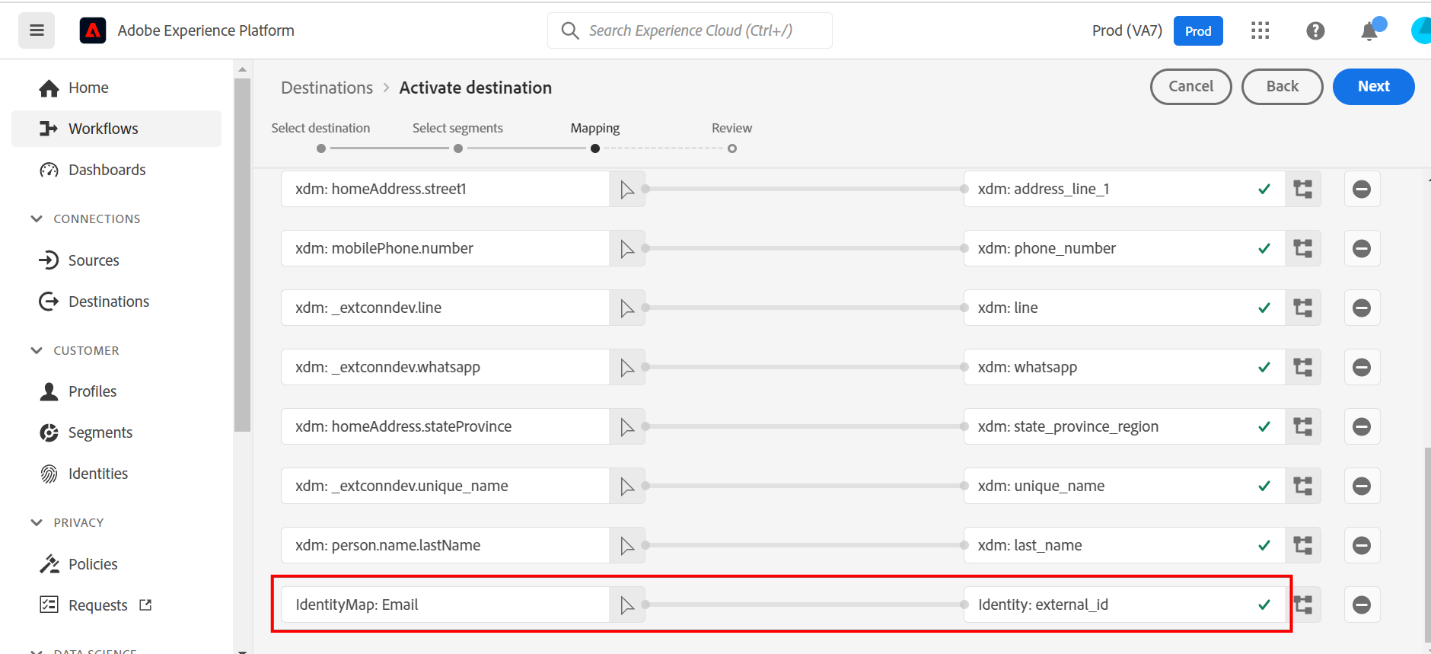 Adobe Experience Platform
Search Experience Cloud (Ctrl+/)
Prod (VA7) Prod
Home
Workflows
Dashboards
CONNECTIONS
Sources
Destinations
CUSTOMER
Profiles
Segments
Identities
PRIVACY
Policies
Requests
DATA SCIENCE
Destinations > Activate destination
Cancel Back Next
Select destination Select segments Mapping Review
xdm: homeAddress.street1 xdm: address_line_1
xdm: mobilePhone.number xdm: phone_number
xdm: _extconndev.line xdm: line
xdm: _extconndev.whatsapp xdm: whatsapp
xdm: homeAddress.stateProvince xdm: state_province_region
xdm: _extconndev.unique_name xdm: unique_name
xdm: person.name.lastName xdm: last_name
IdentityMap: Email Identity: external_id